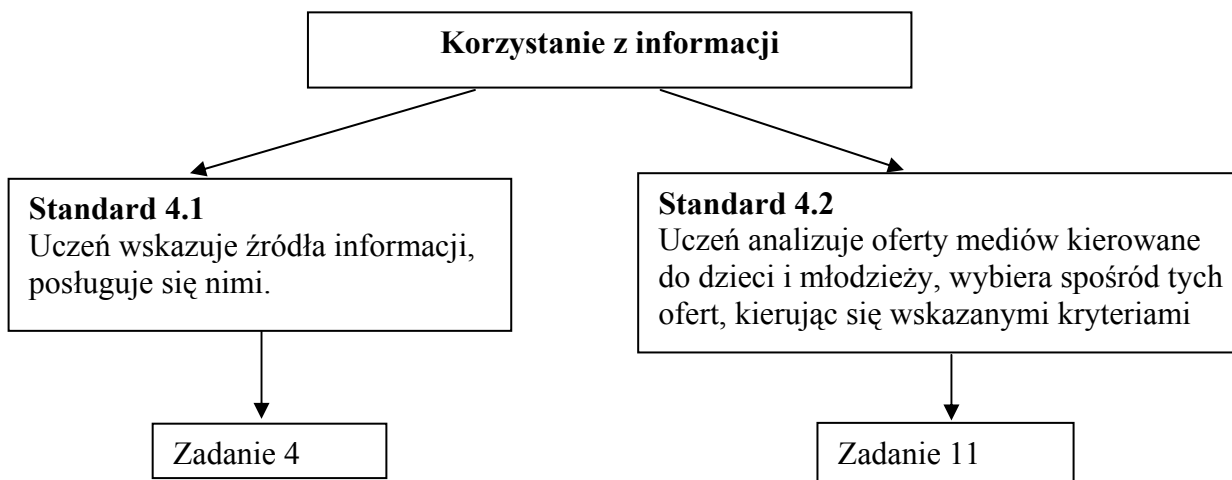 Korzystanie z informacji
Standard 4.1
Uczeń wskazuje źródła informacji,
posługuje się nimi.
Standard 4.2
Uczeń analizuje oferty mediów kierowane
do dzieci i młodzieży, wybiera spośród tych
ofert, kierując się wskazanymi kryteriami
Zadanie 4
Zadanie 11